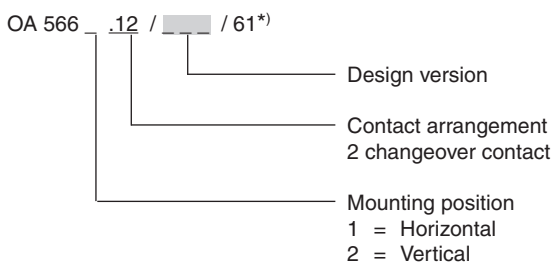 OA 566 _ .12 / _ _ _ / 61*)
Design version
Contact arrangement
2 changeover contact
Mounting position
1 = Horizontal
2 = Vertical